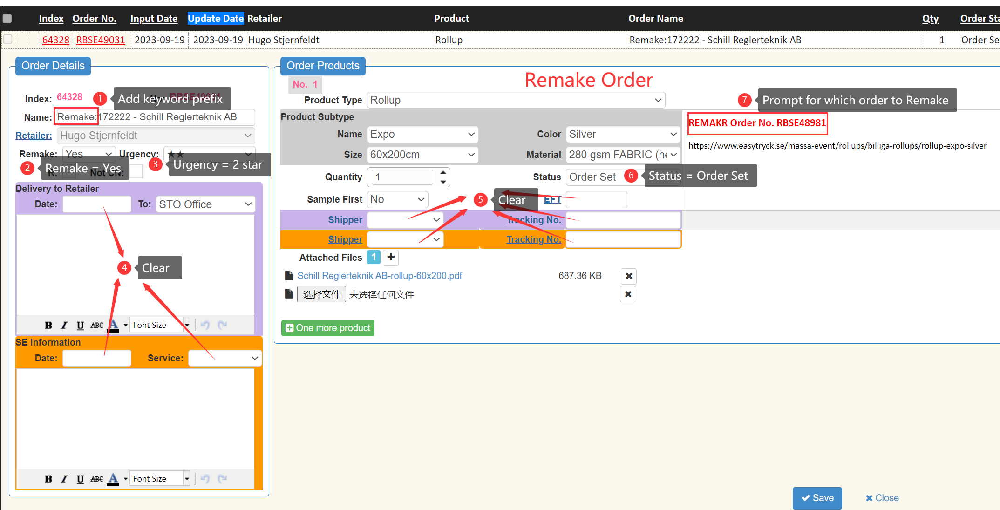 Index Order No. Input Date Update Date Retailer Product Order Name Qty Order Sta
64328 RBSE49031 2023-09-19 2023-09-19 Hugo Stjernfeldt Rollup Remake:172222 - Schill Reglerteknik AB 1 Order Se
Order Details
Index: 64328
1 Add keyword prefix
Name: Remake:172222 - Schill Reglerteknik AB
Retailer: Hugo Stjernfeldt
Remake: Yes Urgency: ★★
2 Remake = Yes
3 Urgency = 2 star
R: Not CN:
Delivery to Retailer
Date: To: STO Office
4 Clear
B I U ABC A Font Size
SE Information
Date: Service:
B I U ABC A Font Size
Order Products
No. 1
Remake Order
Product Type Rollup
7 Prompt for which order to Remake
Product Subtype
REMAKR Order No. RBSE48981
Name Expo Color Silver
https://www.easytryck.se/massa-event/rollups/billiga-rollups/rollup-expo-silver
Size 60x200cm Material 280 gsm FABRIC (he
Quantity 1 Status Order Set
6 Status = Order Set
Sample First No EFT
5 Clear
Shipper Tracking No.
Shipper Tracking No.
Attached Files 1 +
Schill Reglerteknik AB-rollup-60x200.pdf 687.36 KB
选择文件 未选择任何文件
One more product
Save Close